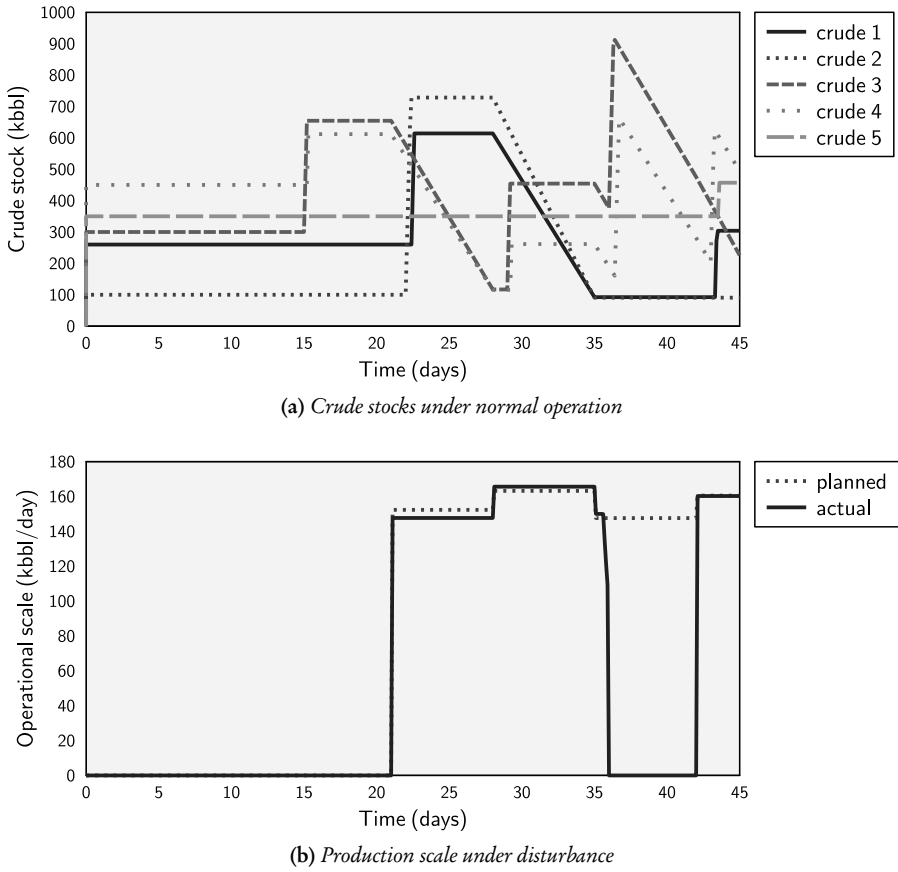 1000
900
800
700
600
500
400
300
200
100
0
Crude stock (kbbl)
0 5 10 15 20 25 30 35 40 45
Time (days)
crude 1
crude 2
crude 3
crude 4
crude 5
(a) Crude stocks under normal operation
180
160
140
120
100
80
60
40
20
0
Operational scale (kbbl/day)
0 5 10 15 20 25 30 35 40 45
Time (days)
planned
actual
(b) Production scale under disturbance